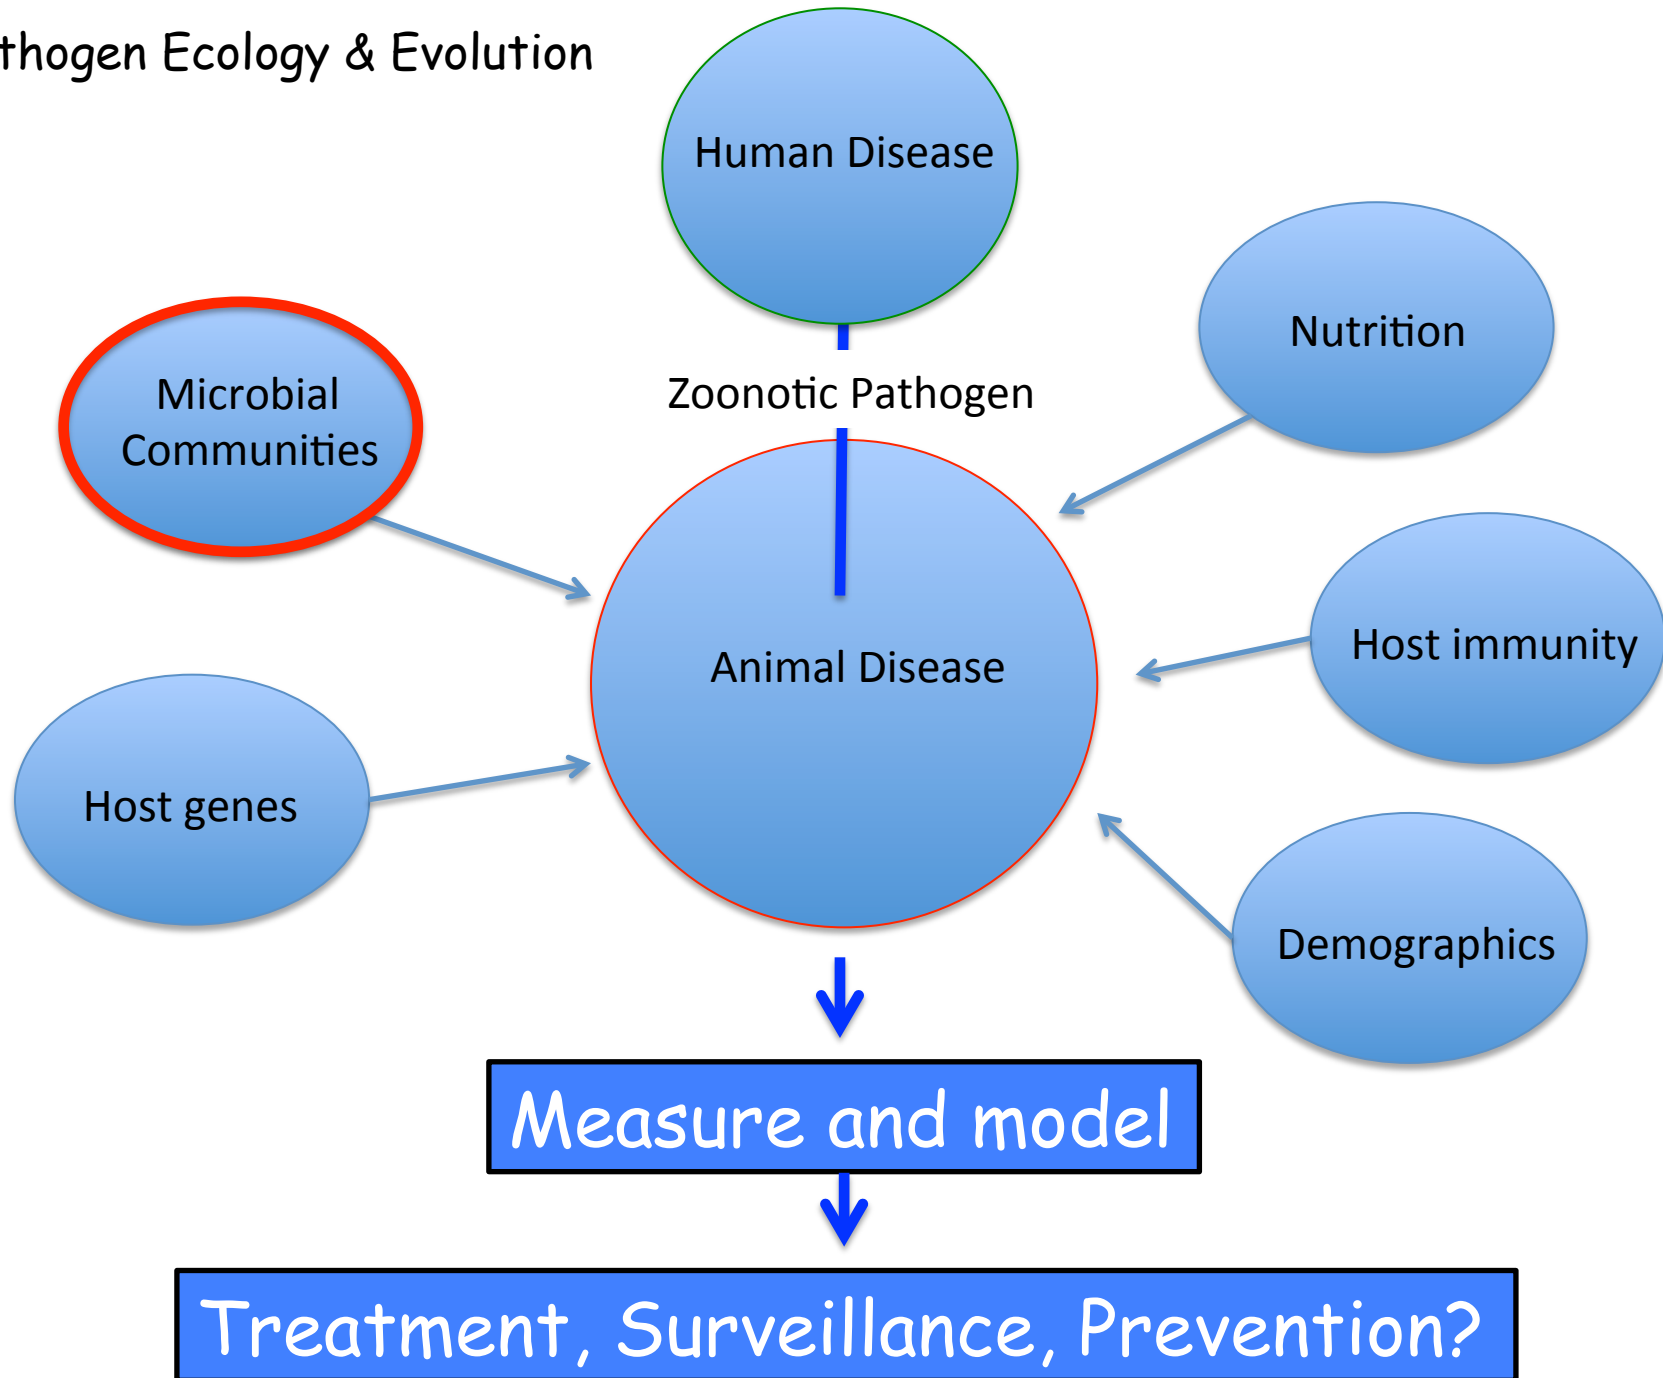 thogen Ecology & Evolution
Human Disease
Nutrition
Microbial
Communities
Zoonotic Pathogen
Host immunity
Animal Disease
Host genes
Demographics
Measure and model
Treatment, Surveillance, Prevention?